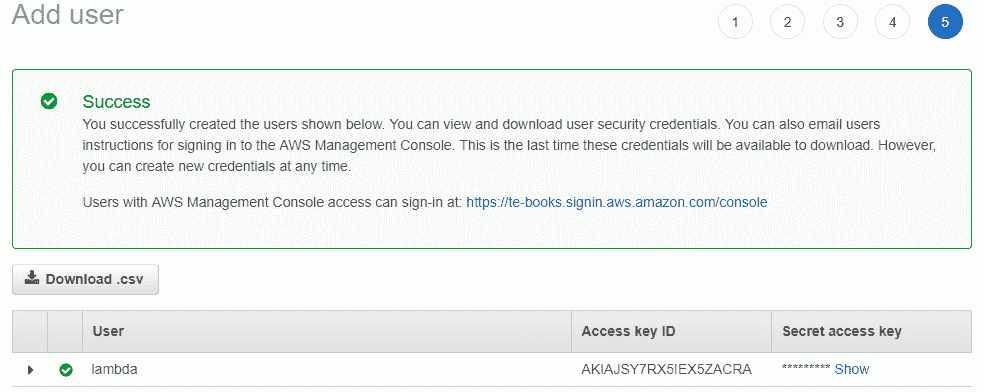 Add user
1 2 3 4 5
Success
You successfully created the users shown below. You can view and download user security credentials. You can also email users
instructions for signing in to the AWS Management Console. This is the last time these credentials will be available to download. However,
you can create new credentials at any time.
Users with AWS Management Console access can sign-in at: https://te-books.signin.aws.amazon.com/console
Download .csv
User Access key ID Secret access key
lambda AKIAJSY7RX5IEX5ZACRA ********* Show